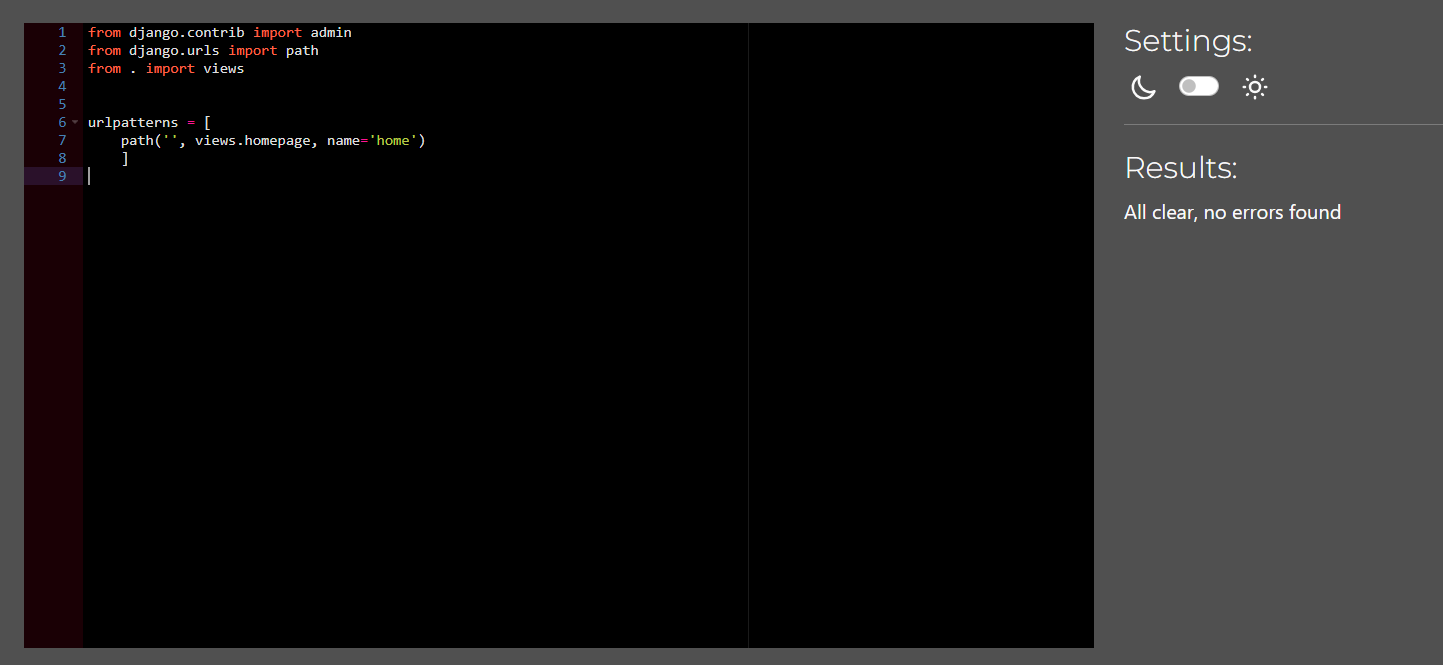 1 from django.contrib import admin
2 from django.urls import path
3 from . import views
4
5
6 urlpatterns = [
7     path('', views.homepage, name='home')
8     ]
9
Settings:
Results:
All clear, no errors found